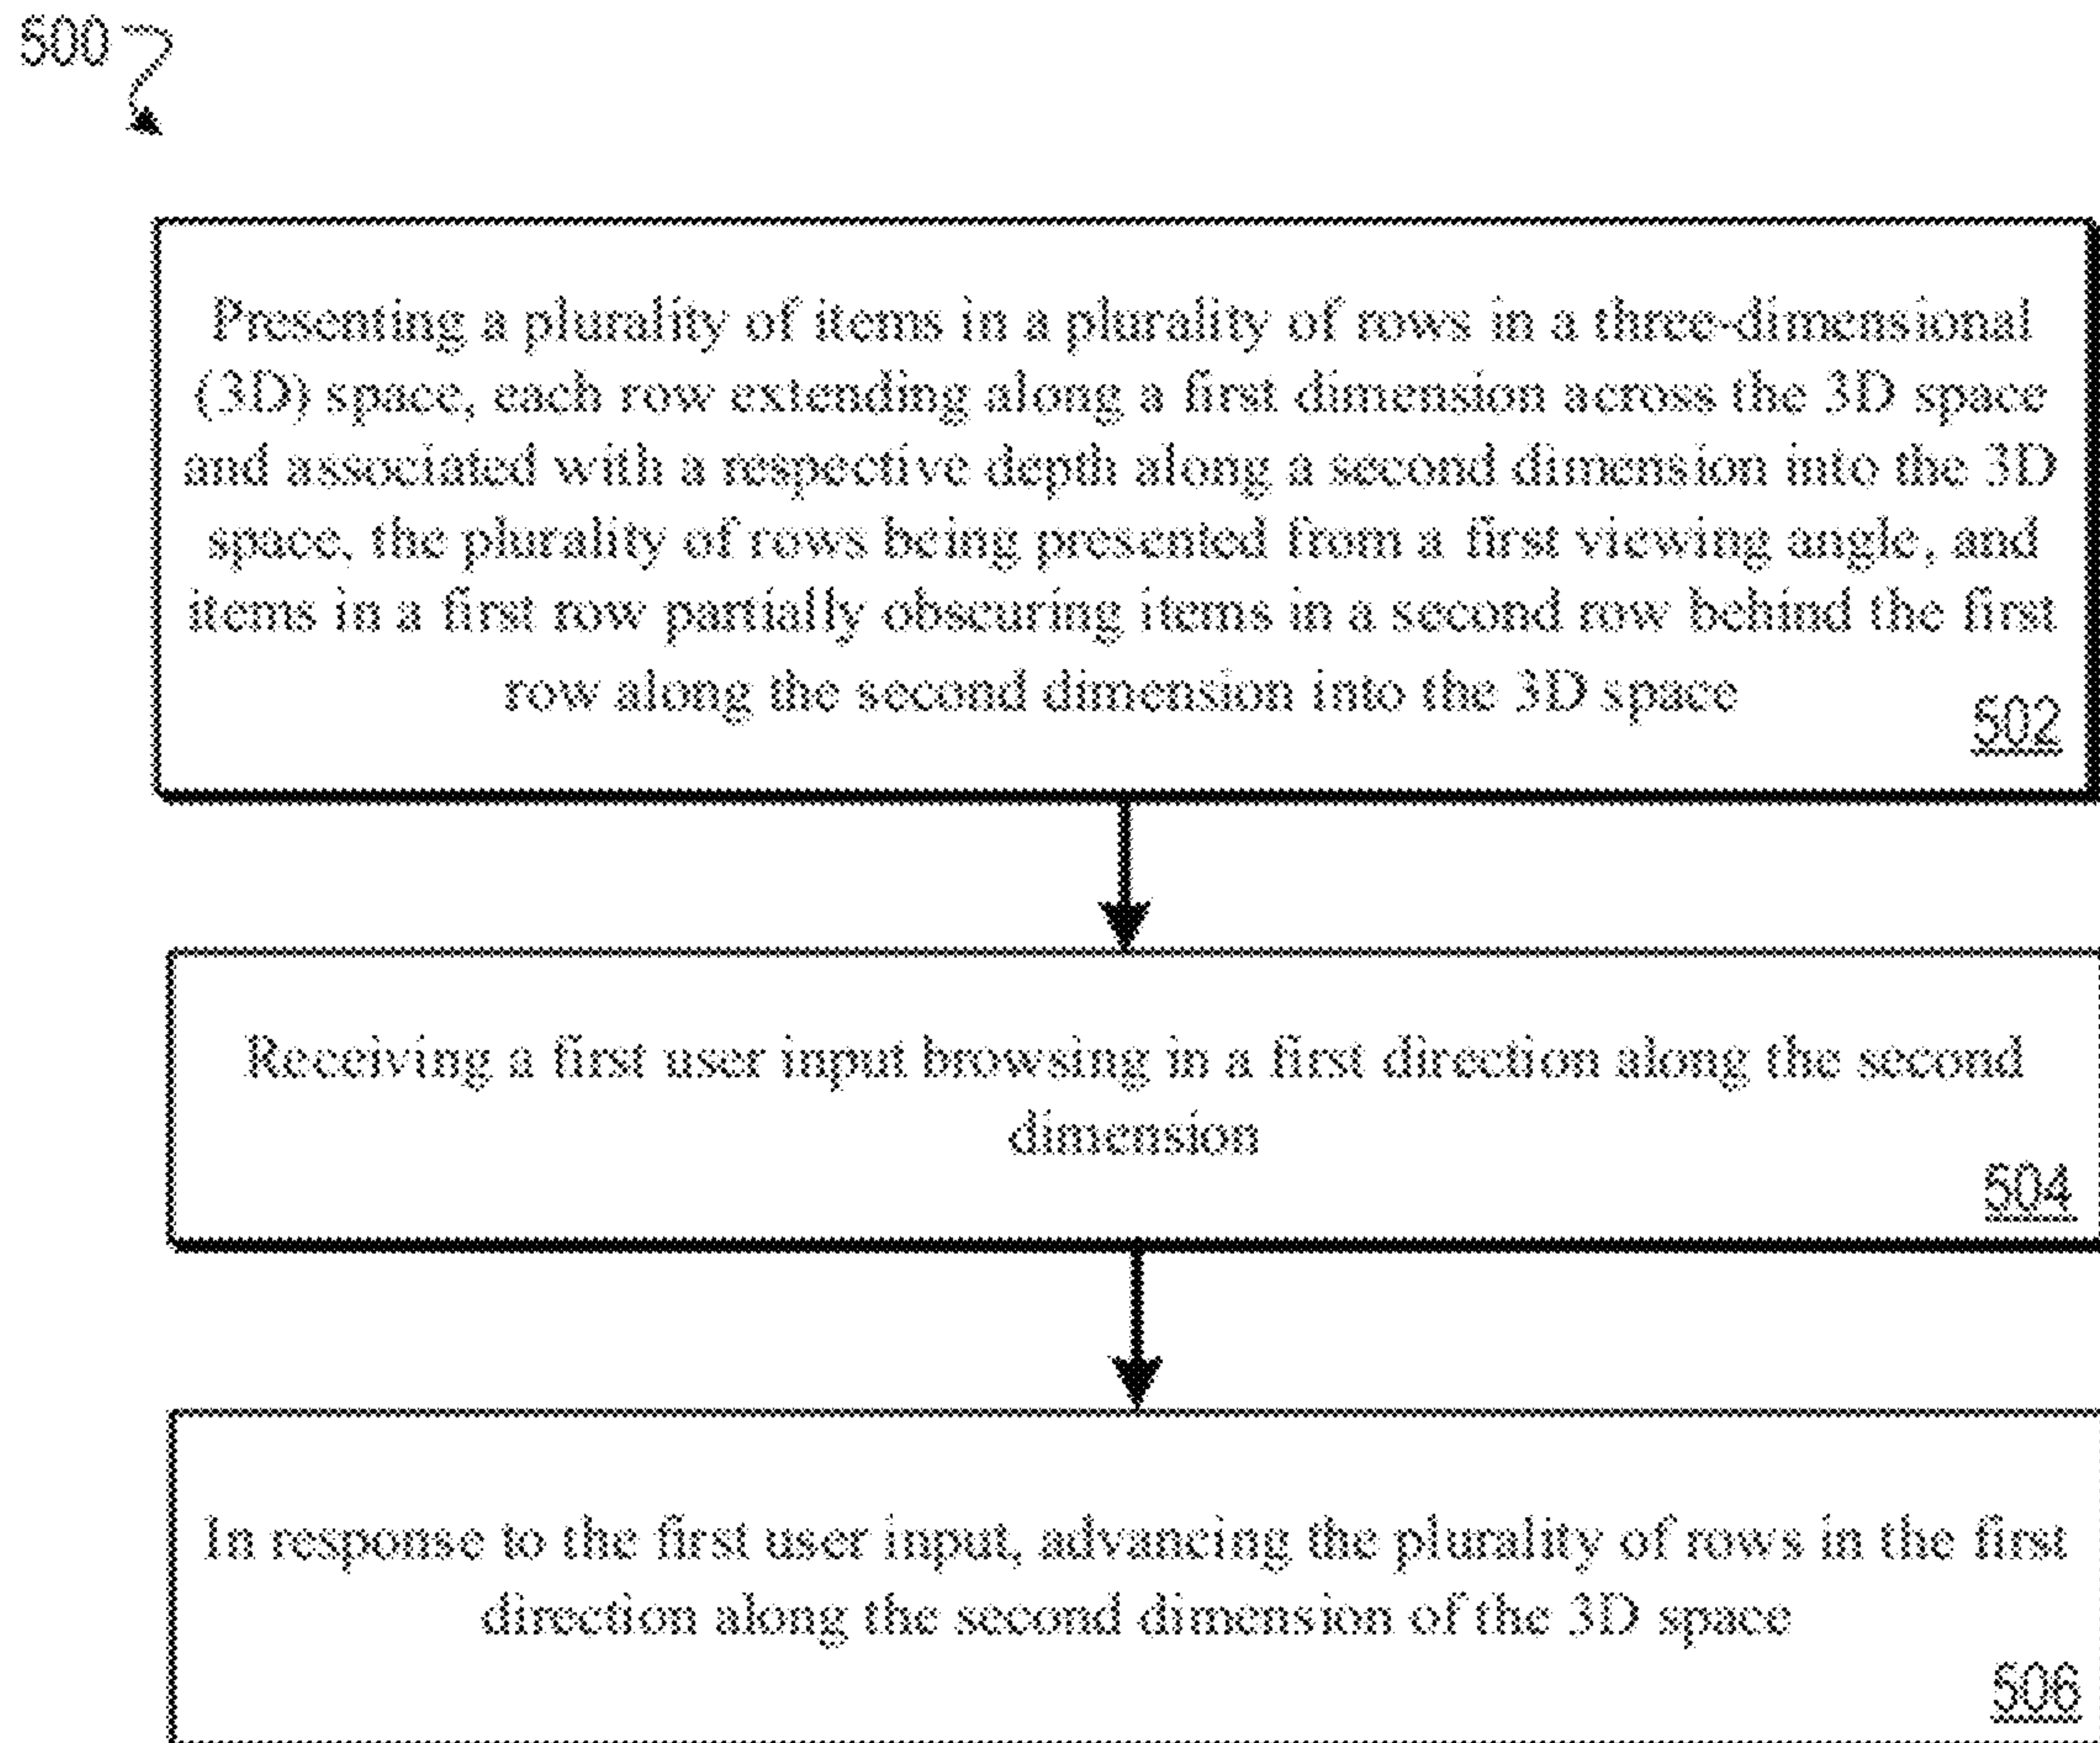 500
Presenting a plurality of items in a plurality of rows in a three-dimensional
(3D) space, each row extending along a first dimension across the 3D space
and associated with a respective depth along a second dimension into the 3D
space, the plurality of rows being presented from a first viewing angle, and
items in a first row partially obscuring items in a second row behind the first
row along the second dimension into the 3D space
502
Receiving a first user input browsing in a first direction along the second
dimension
504
In response to the first user input, advancing the plurality of rows in the first
direction along the second dimension of the 3D space
506